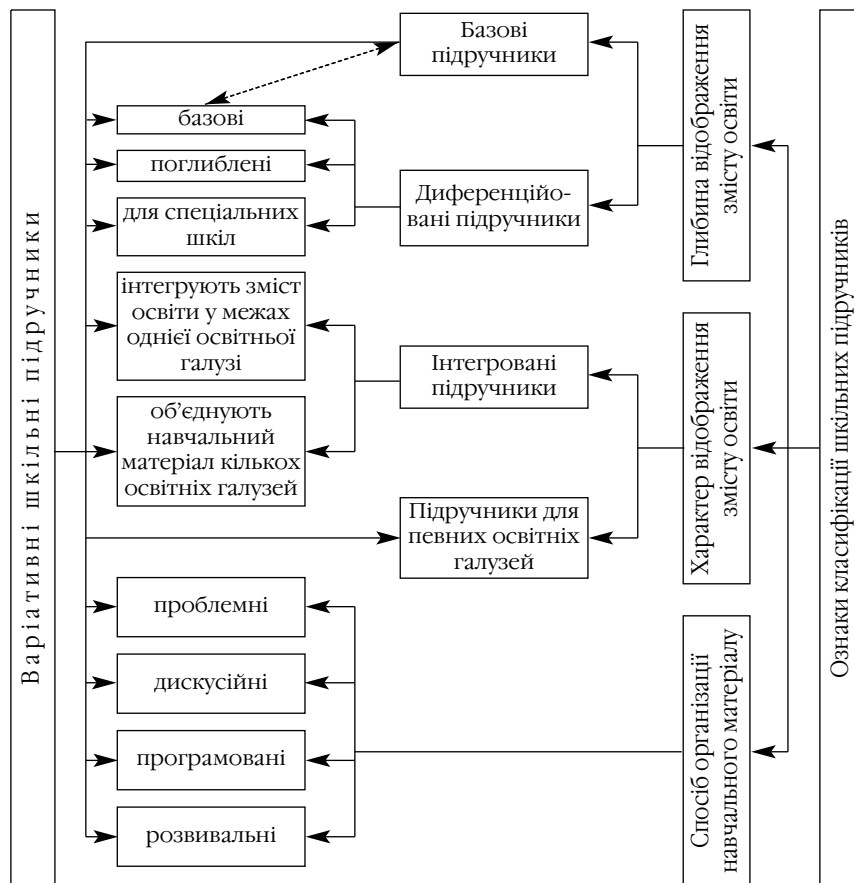 Варіативні шкільні підручники
базові
поглиблені
для спеціальних
шкіл
інтегрують зміст
освіти у межах
однієї освітньої
галузі
об’єднують
навчальний
матеріал кількох
освітніх галузей
проблемні
дискусійні
програмовані
розвивальні
Базові
підручники
Диференційо-
вані підручники
Інтегровані
підручники
Підручники для
певних освітніх
галузей
Глибина відображення
змісту освіти
Характер відображення
змісту освіти
Спосіб організації
навчального матеріалу
Ознаки класифікації шкільних підручників